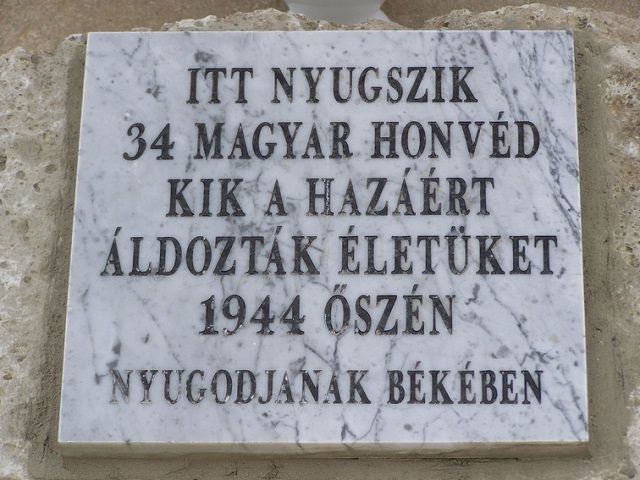 ITT NYUGSZIK
34 MAGYAR HONVÉD
KIK A HAZÁÉRT
ÁLDOZTÁK ÉLETÜKET
1944 ŐSZÉN
NYUGODJANAK BÉKÉBEN